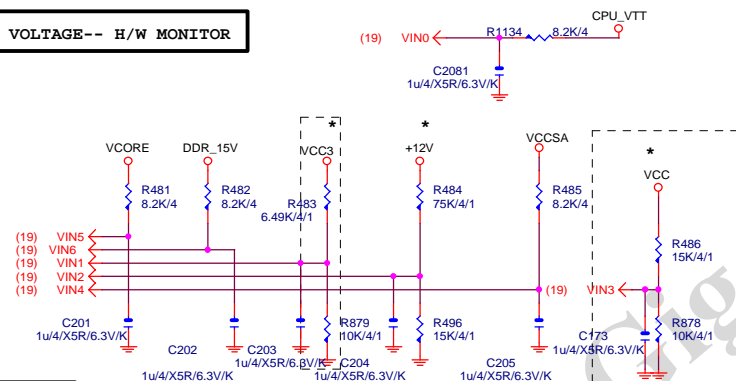 VOLTAGE-- H/W MONITOR
CPU_VTT
(19) VIN0
R1134 8.2K/4
C2081
1u/4/X5R/6.3V/K
*
*
*
VCORE
DDR_15V
VCC3
+12V
VCCSA
VCC
R481
8.2K/4
R482
8.2K/4
R483
6.49K/4/1
R484
75K/4/1
R485
8.2K/4
R486
15K/4/1
(19) VIN5
(19) VIN6
(19) VIN1
(19) VIN2
(19) VIN4
(19) VIN3
C201
1u/4/X5R/6.3V/K
C202
1u/4/X5R/6.3V/K
C203
1u/4/X5R/6.3V/K
R879
10K/4/1
C204
1u/4/X5R/6.3V/K
R496
15K/4/1
C205
1u/4/X5R/6.3V/K
C173
1u/4/X5R/6.3V/K
R878
10K/4/1
Gig